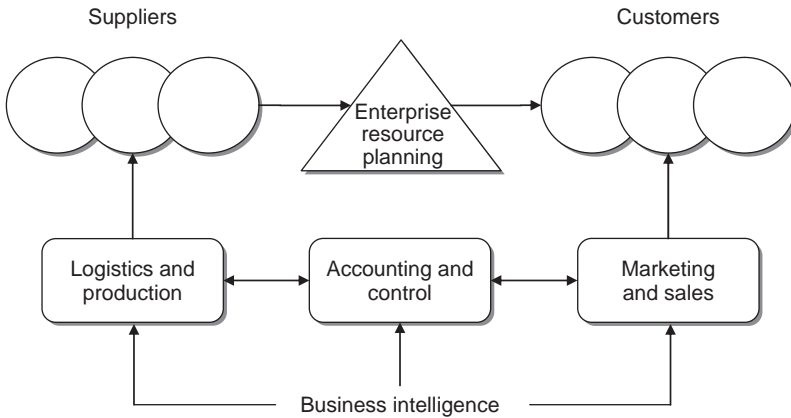 Suppliers
Customers
Enterprise
resource
planning
Logistics and
production
Accounting and
control
Marketing
and sales
Business intelligence